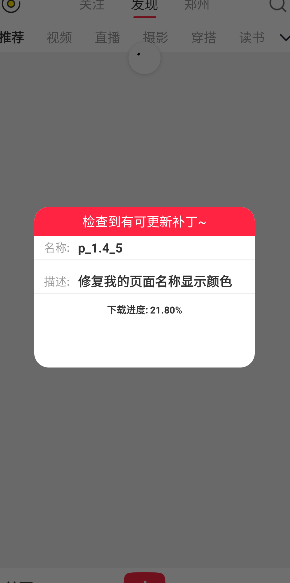 关注 发现 郑州
推荐 视频 直播 摄影 穿搭 读书
检查到有可更新补丁~
名称: p_1.4_5
描述: 修复我的页面名称显示颜色
下载进度: 21.80%